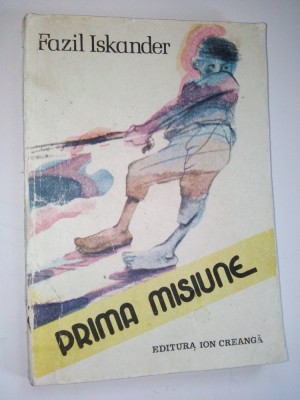 Fazil Iskander
PRIMA MISIUNE
EDITURA ION CREANGĂ